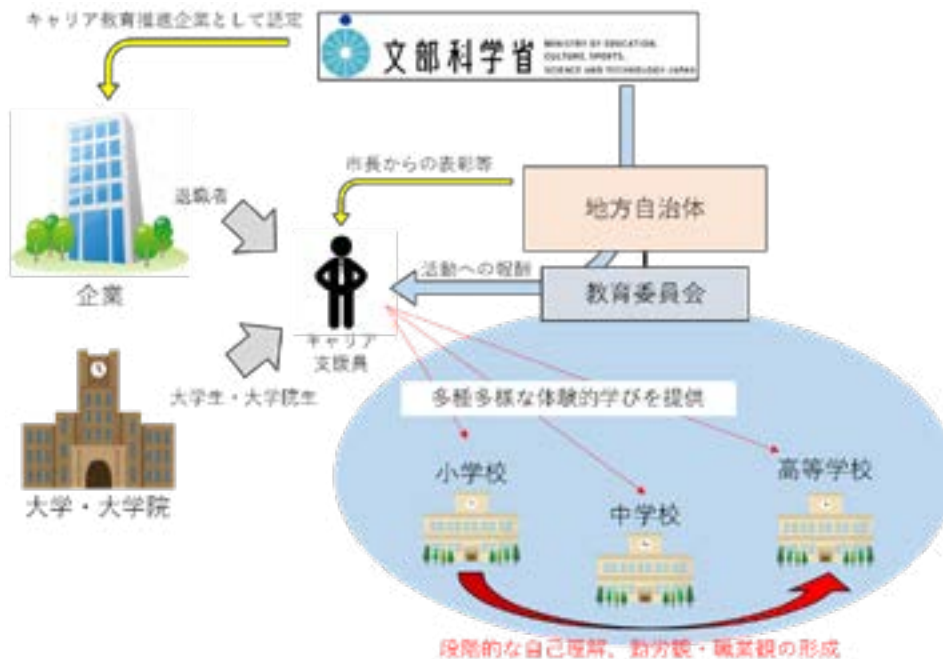 キャリア教育推進企業として認定
文部科学省
MINISTRY OF EDUCATION,
CULTURE, SPORTS,
SCIENCE AND TECHNOLOGY-JAPAN
市長からの表彰等
地方自治体
退職者
企業
活動への報酬
教育委員会
キャリア
支援員
大学生・大学院生
大学・大学院
多種多様な体験的学びを提供
小学校
中学校
高等学校
段階的な自己理解、勤労観・職業観の形成